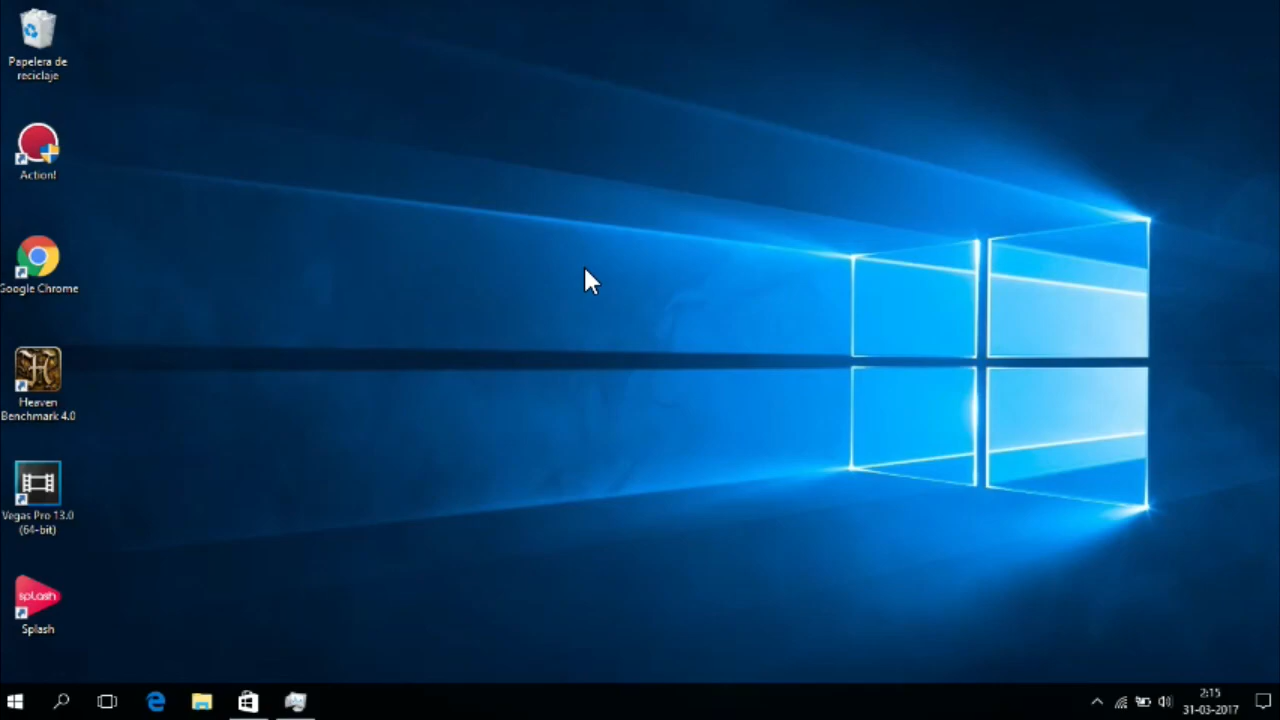 Papelera de
reciclaje
Action!
Google Chrome
H
Heaven
Benchmark 4.0
Vegas Pro 13.0
(64-bit)
splash
Splash
2:15
31-03-2017